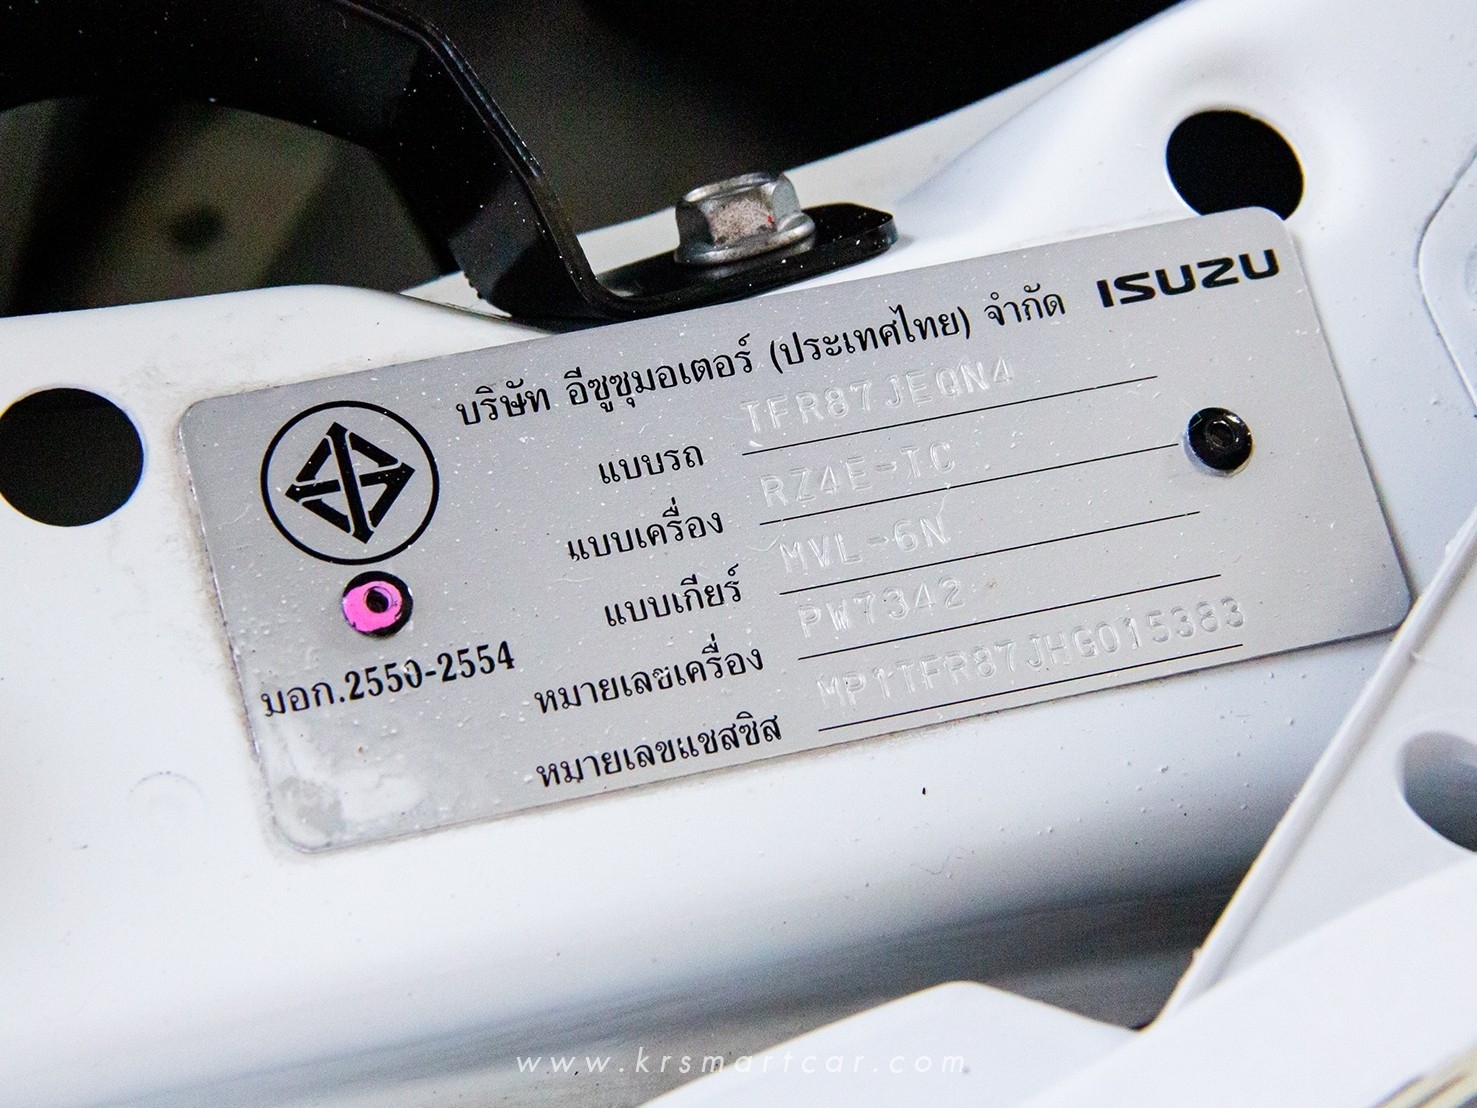 บริษัท อีซูซุมอเตอร์ (ประเทศไทย) จำกัด ISUZU
แบบรถ TFR87JEQN4
แบบเครื่อง RZ4E-TC
แบบเกียร์ MVL-6N
หมายเลขเครื่อง PW7342
หมายเลขแชสซิส MP1TFR87JHG015383
มอก.2550-2554
www.krsmartcar.com